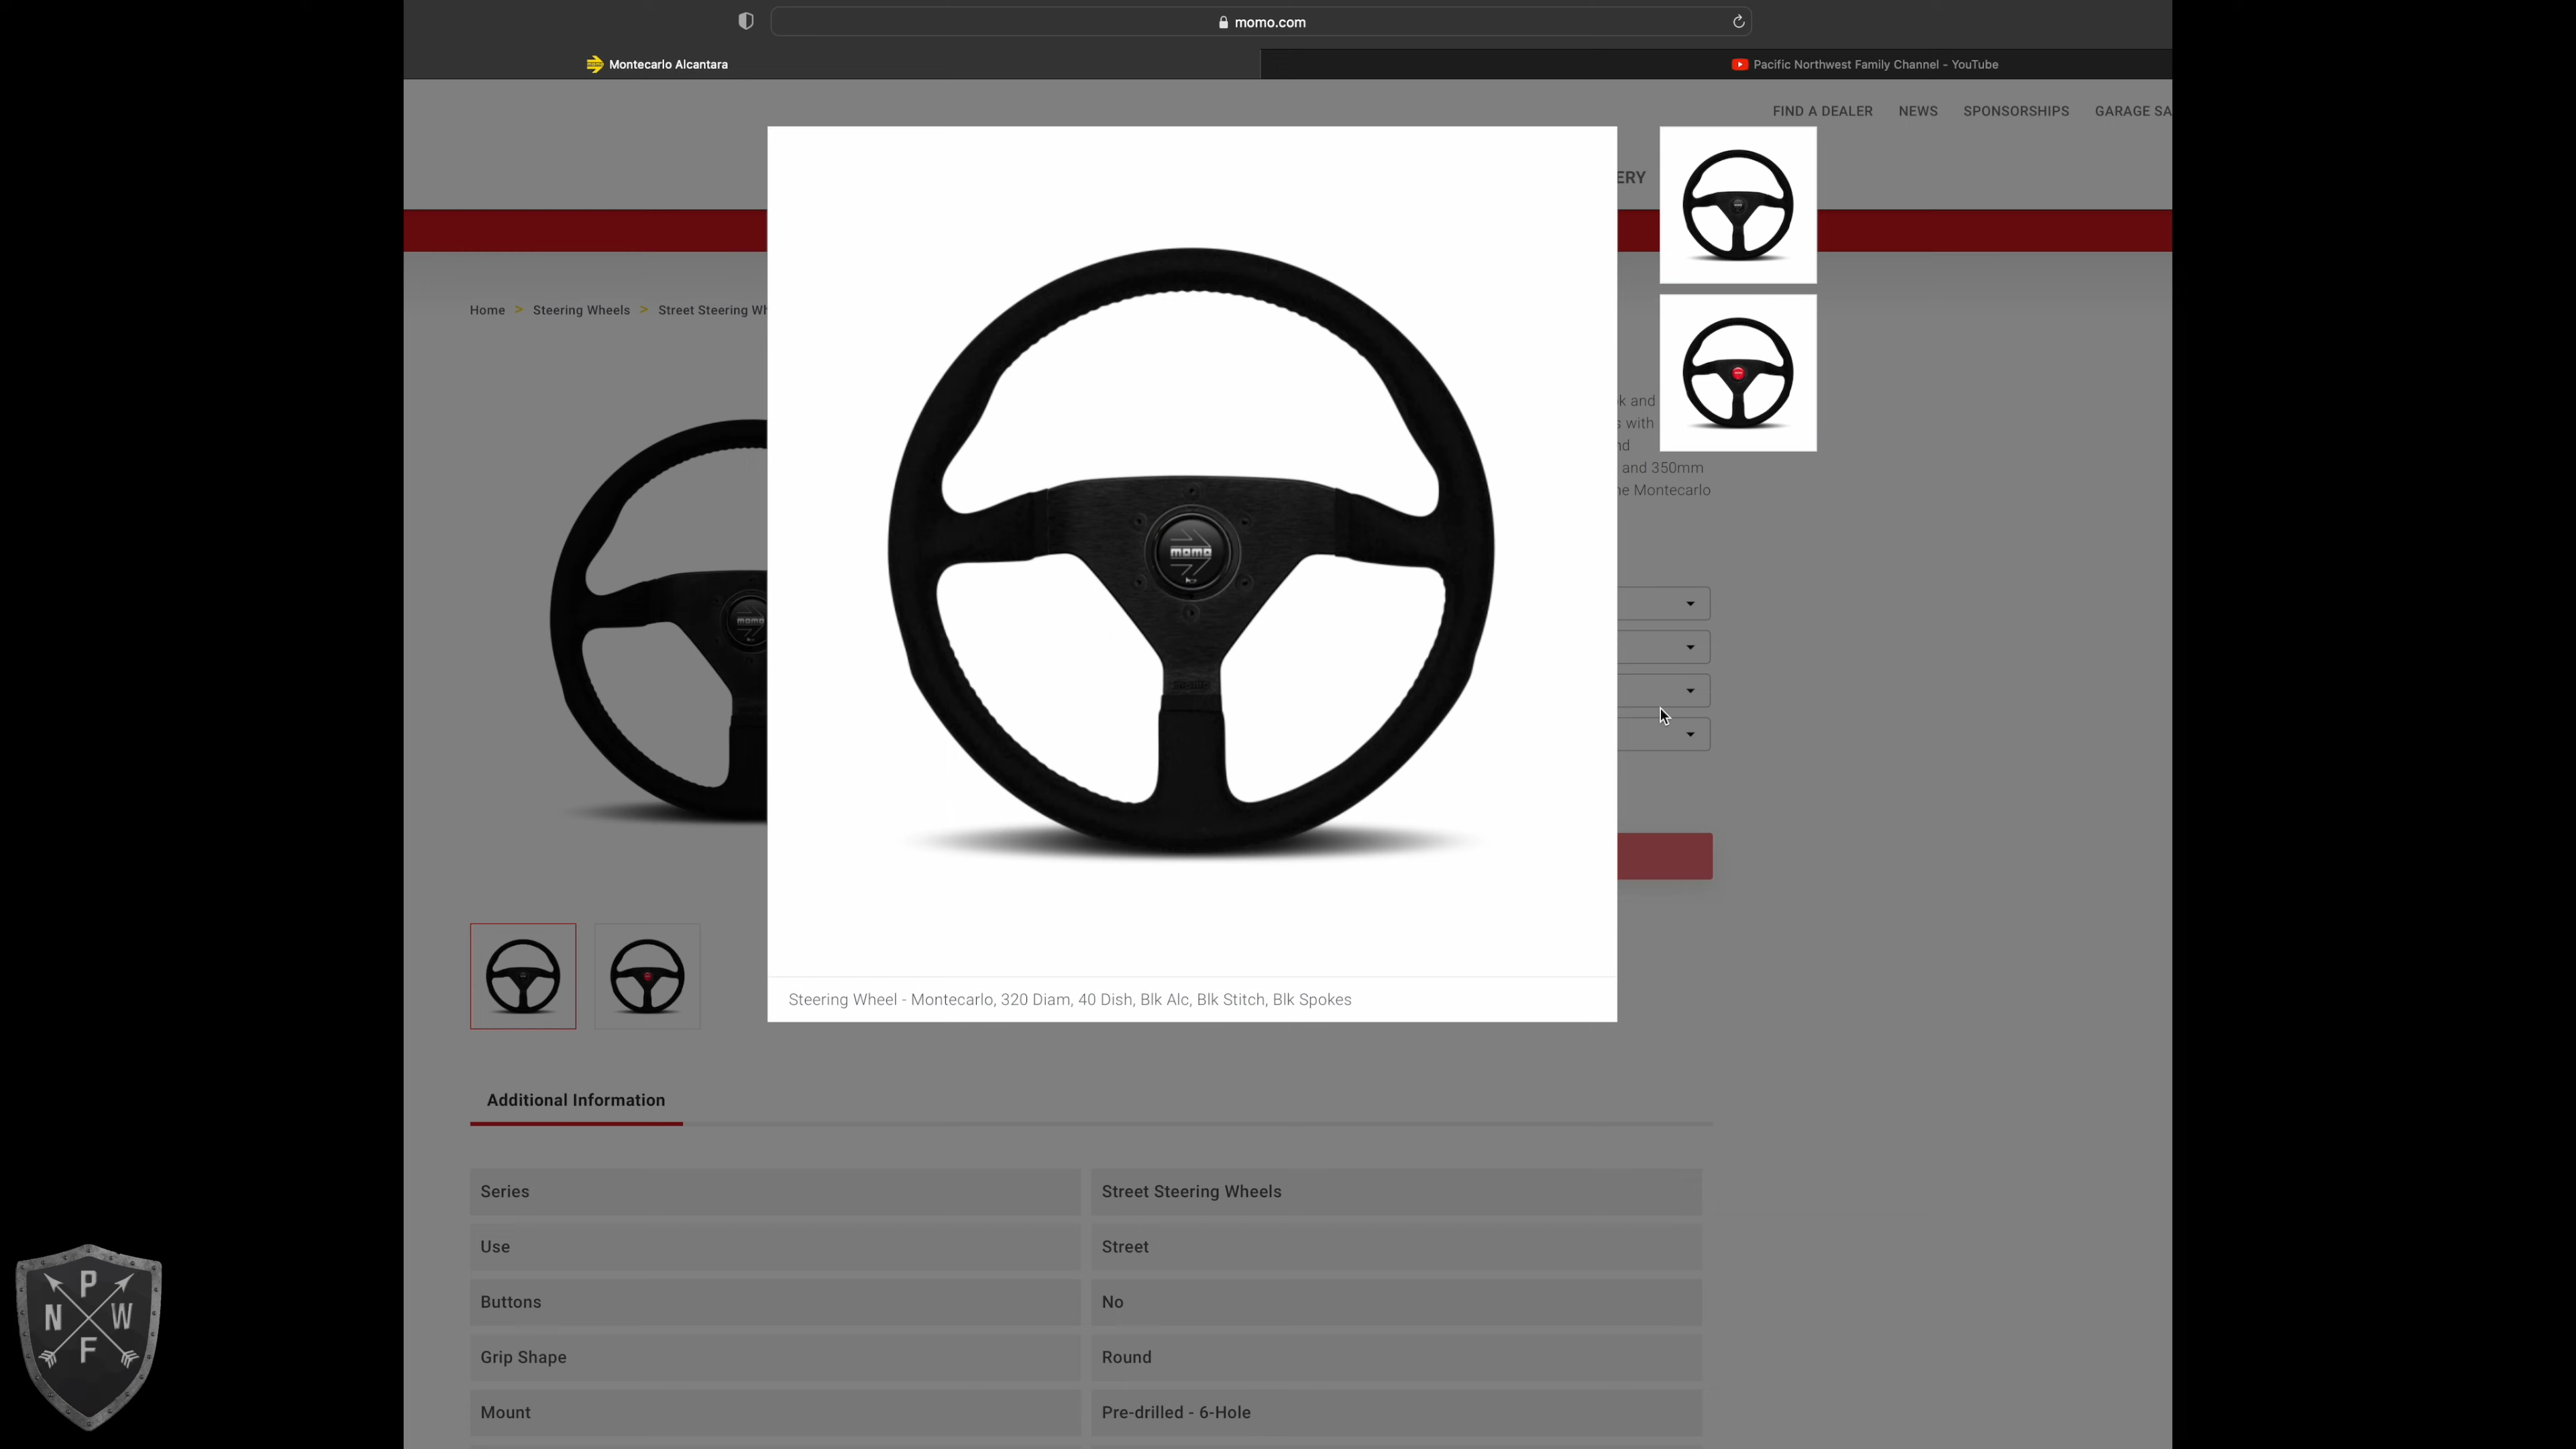 momo.com
Montecarlo Alcantara
Pacific Northwest Family Channel - YouTube
FIND A DEALER NEWS SPONSORSHIPS GARAGE SA
ERY
Home > Steering Wheels > Street Steering Wh
k and
s with
nd
and 350mm
he Montecarlo
momo
momo
Steering Wheel - Montecarlo, 320 Diam, 40 Dish, Blk Alc, Blk Stitch, Blk Spokes
Additional Information
Series Street Steering Wheels
Use Street
Buttons No
Grip Shape Round
Mount Pre-drilled - 6-Hole
P
N W
F